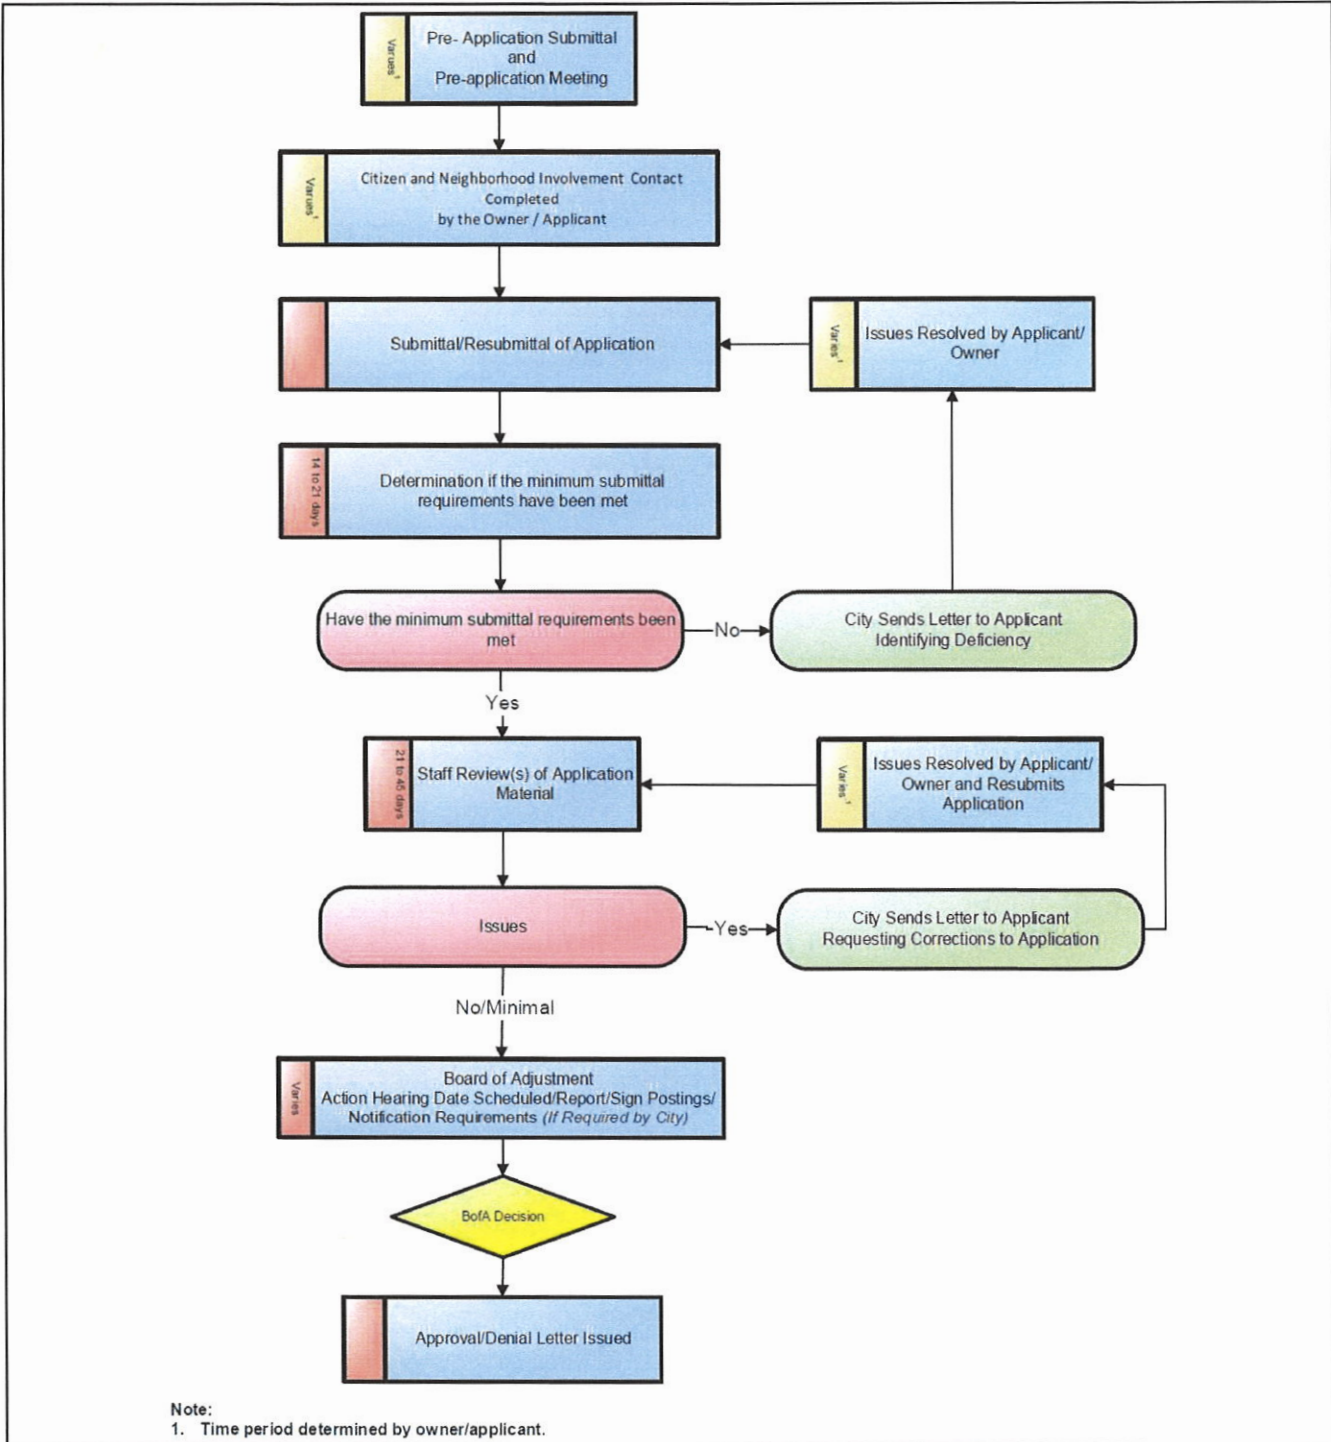 Varues¹
Pre- Application Submittal
and
Pre-application Meeting
Varues¹
Citizen and Neighborhood Involvement Contact
Completed
by the Owner / Applicant
Submittal/Resubmittal of Application
Varies¹
Issues Resolved by Applicant/
Owner
14 to 21 days
Determination if the minimum submittal
requirements have been met
Have the minimum submittal requirements been
met
No
City Sends Letter to Applicant
Identifying Deficiency
Yes
21 to 45 days
Staff Review(s) of Application
Material
Varies¹
Issues Resolved by Applicant/
Owner and Resubmits
Application
Issues
Yes
City Sends Letter to Applicant
Requesting Corrections to Application
No/Minimal
Varies
Board of Adjustment
Action Hearing Date Scheduled/Report/Sign Postings/
Notification Requirements (If Required by City)
BofA Decision
Approval/Denial Letter Issued
Note:
1. Time period determined by owner/applicant.